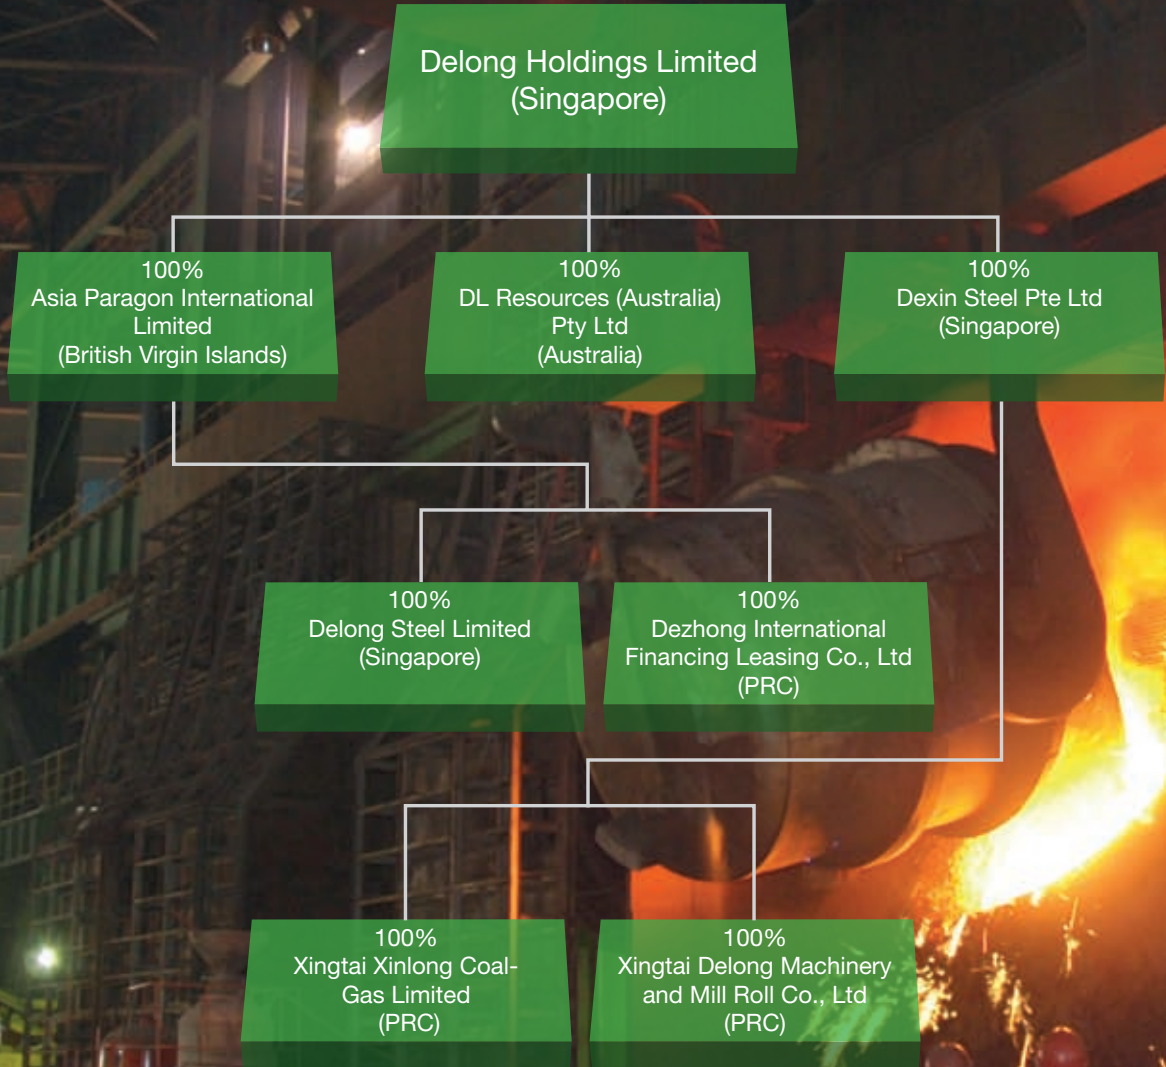 Delong Holdings Limited
(Singapore)
100%
Asia Paragon International
Limited
(British Virgin Islands)
100%
DL Resources (Australia)
Pty Ltd
(Australia)
100%
Dexin Steel Pte Ltd
(Singapore)
100%
Delong Steel Limited
(Singapore)
100%
Dezhong International
Financing Leasing Co., Ltd
(PRC)
100%
Xingtai Xinlong Coal-
Gas Limited
(PRC)
100%
Xingtai Delong Machinery
and Mill Roll Co., Ltd
(PRC)